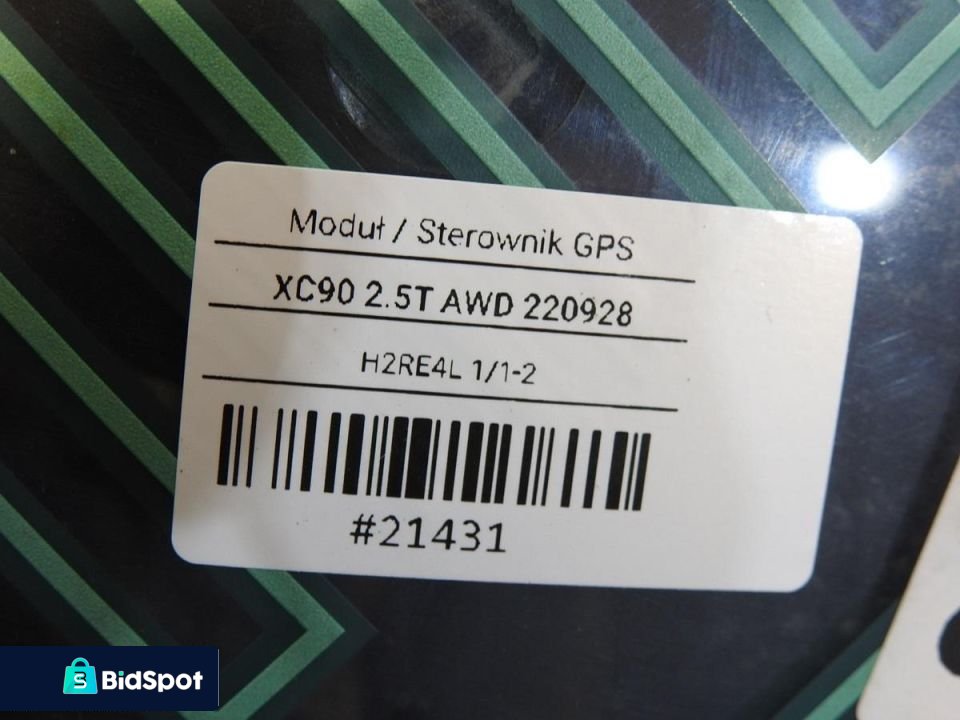 Moduł / Sterownik GPS
XC90 2.5T AWD 220928
H2RE4L 1/1-2
#21431
BidSpot